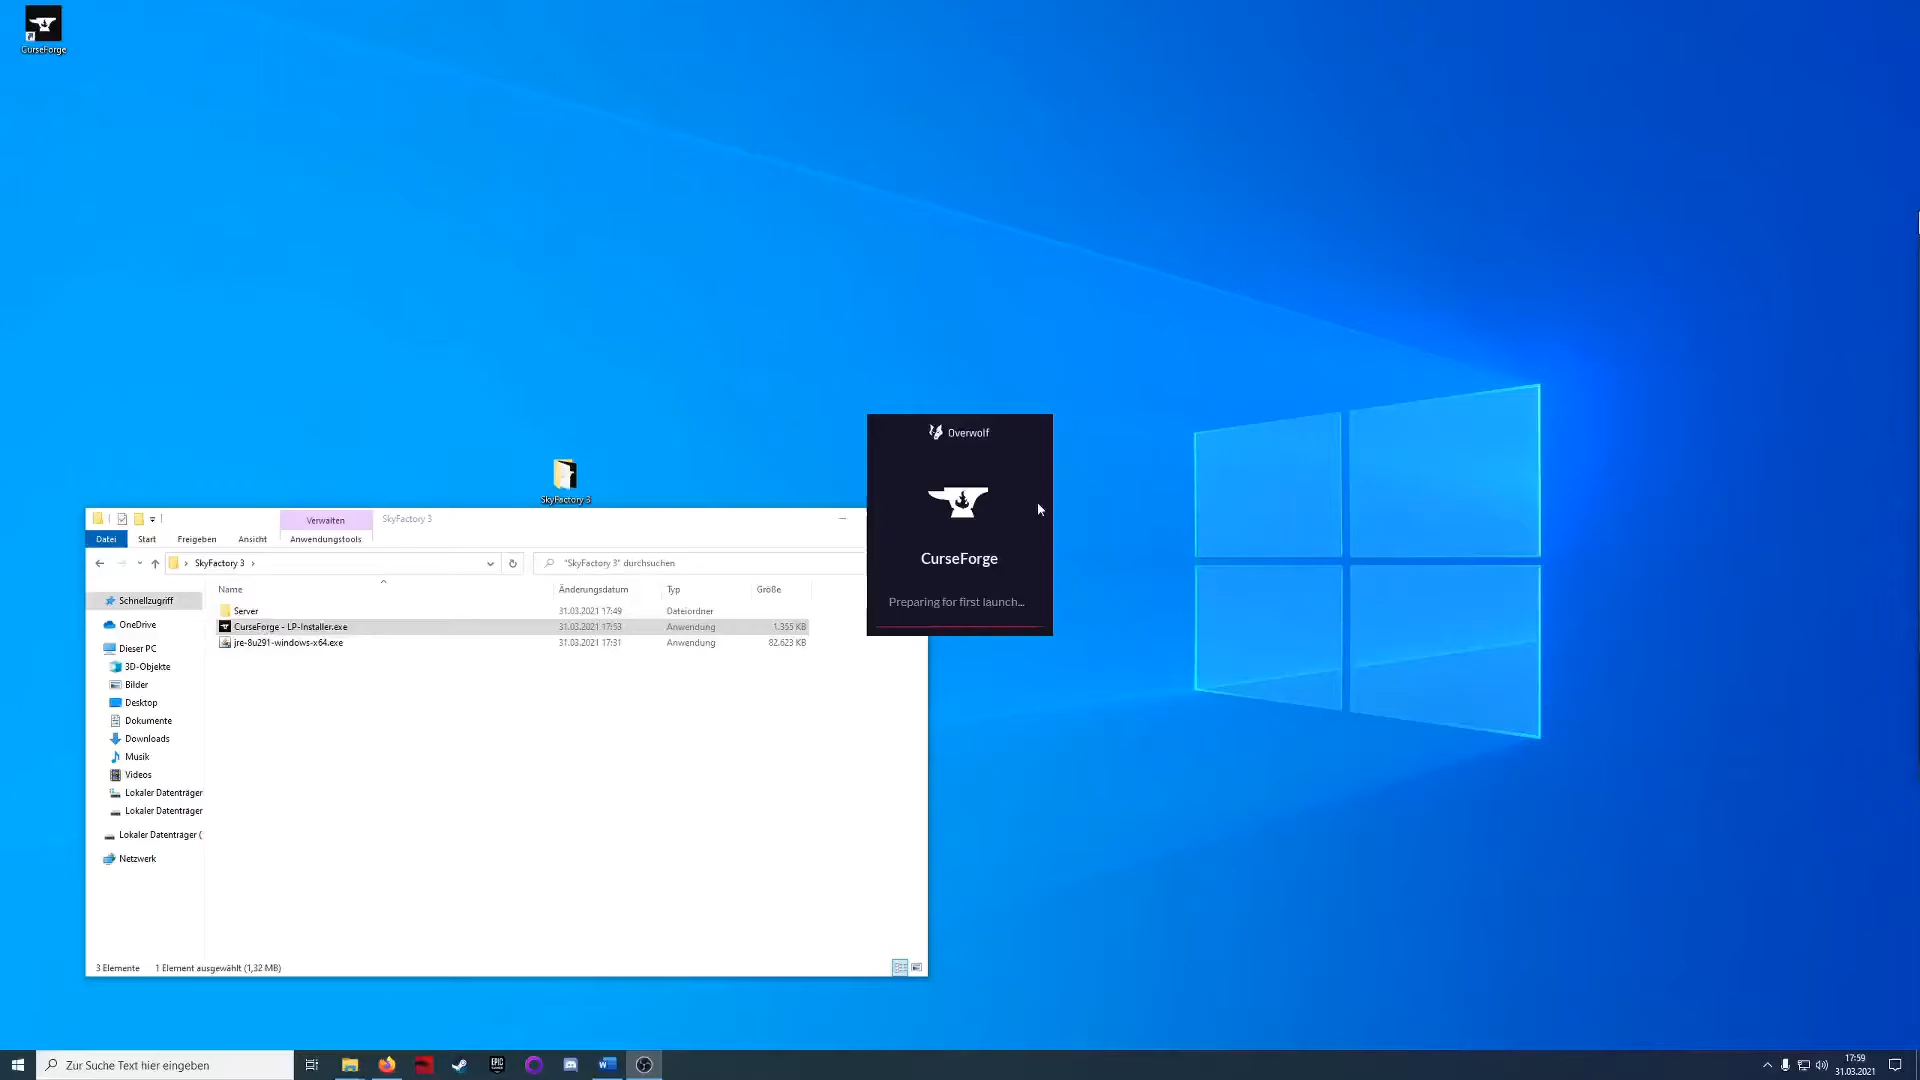 CurseForge
SkyFactory 3
Verwalten
SkyFactory 3
Datei
Start
Freigeben
Ansicht
Anwendungstools
SkyFactory 3
"SkyFactory 3" durchsuchen
Name
Änderungsdatum
Typ
Größe
Server
31.03.2021 17:49
Dateiordner
CurseForge - LP-Installer.exe
31.03.2021 17:53
Anwendung
1.355 KB
jre-8u291-windows-x64.exe
31.03.2021 17:31
Anwendung
82.623 KB
Schnellzugriff
OneDrive
Dieser PC
3D-Objekte
Bilder
Desktop
Dokumente
Downloads
Musik
Videos
Lokaler Datenträger
Lokaler Datenträger
Lokaler Datenträger (
Netzwerk
3 Elemente
1 Element ausgewählt (1,32 MB)
Overwolf
CurseForge
Preparing for first launch...
Zur Suche Text hier eingeben
EPIC
GAMES
W
17:59
31.03.2021